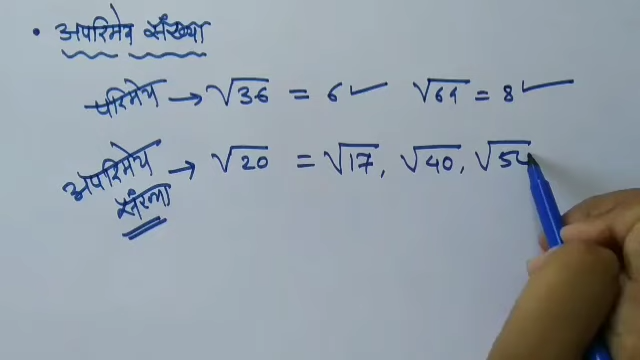 • अपरिमेय संख्या
परिमेय → √36 = 6 √64 = 8
अपरिमेय → √20 = √17, √40, √54
संख्या